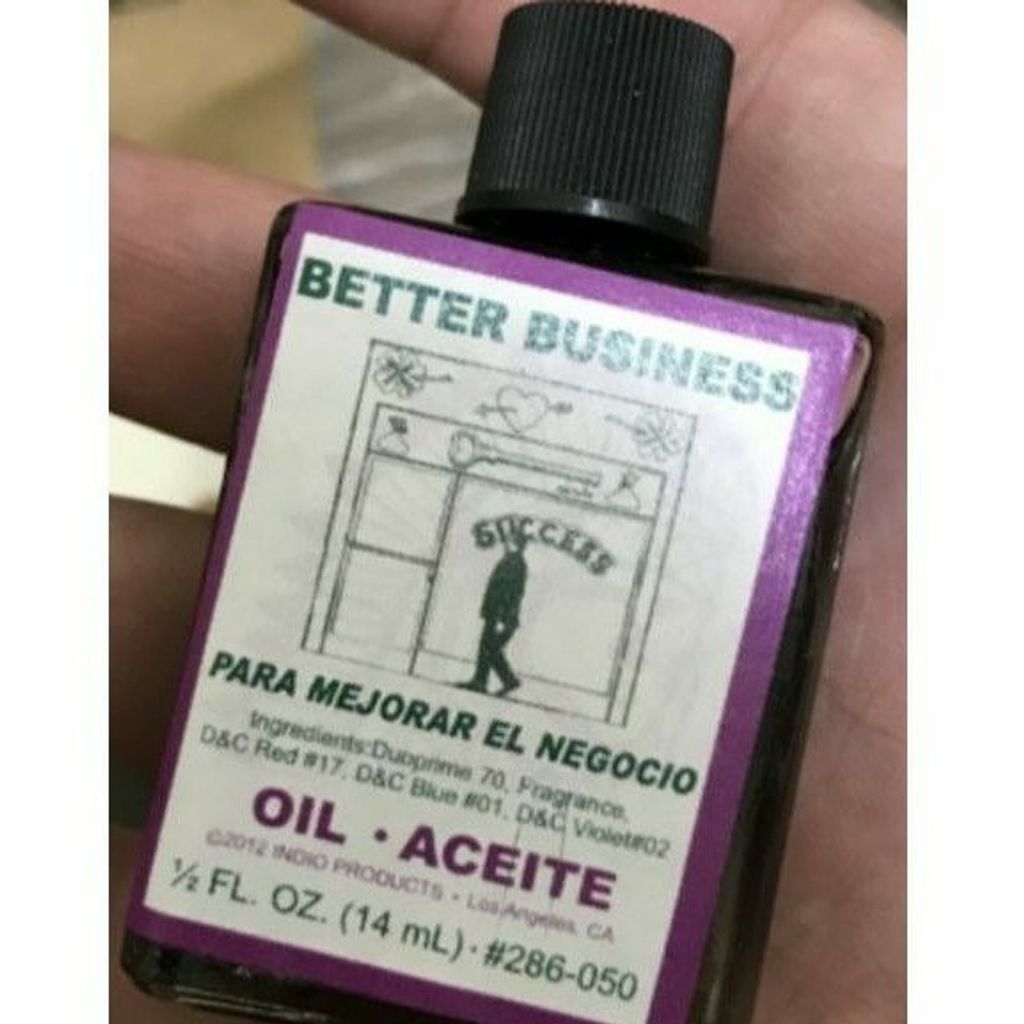 BETTER BUSINESS
SUCCESS
PARA MEJORAR EL NEGOCIO
Ingredients:Duoprime 70, Fragrance,
D&C Red #17, D&C Blue #01, D&C Violet#02
OIL · ACEITE
©2012 INDIO PRODUCTS • Los Angeles, CA
½ FL. OZ. (14 mL) · #286-050